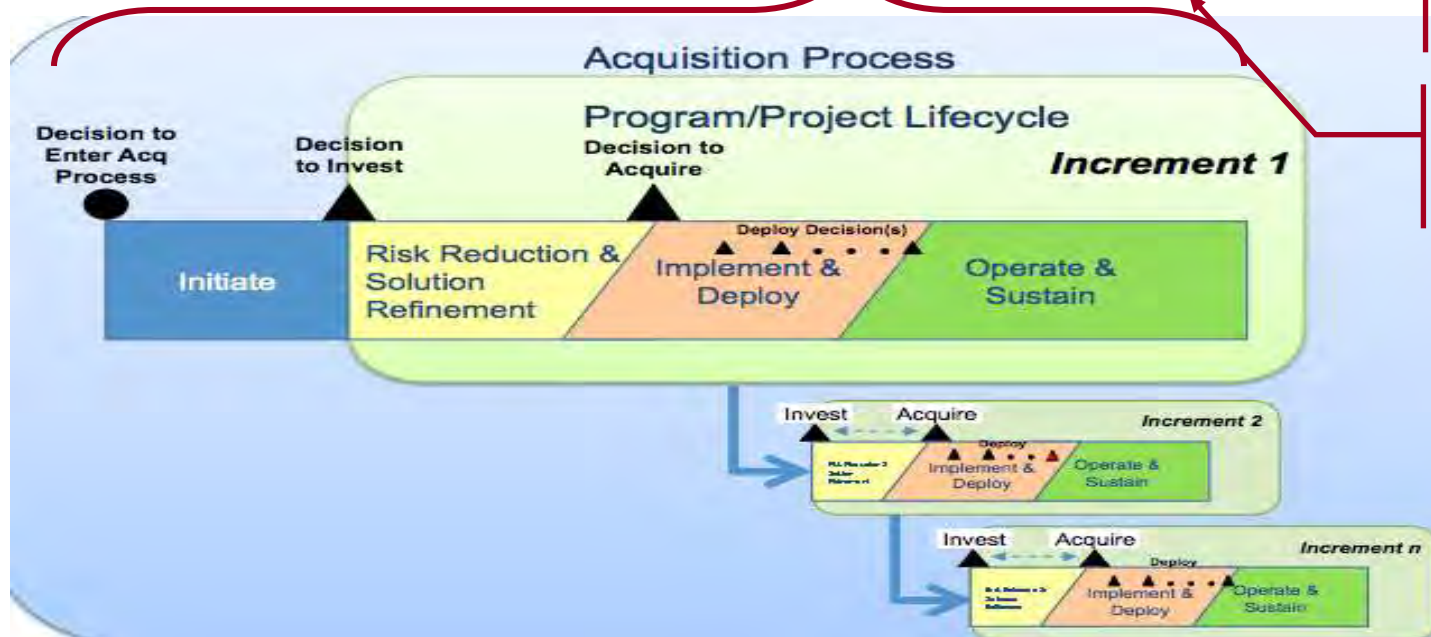 Acquisition Process
Program/Project Lifecycle
Decision to
Enter Acq
Process
Decision
to Invest
Decision to
Acquire
Increment 1
Initiate
Risk Reduction &
Solution
Refinement
Deploy Decision(s)
Implement &
Deploy
Operate &
Sustain
Invest
Acquire
Increment 2
Deploy
Implement &
Deploy
Operate &
Sustain
Invest
Acquire
Increment n
Deploy
Implement &
Deploy
Operate &
Sustain